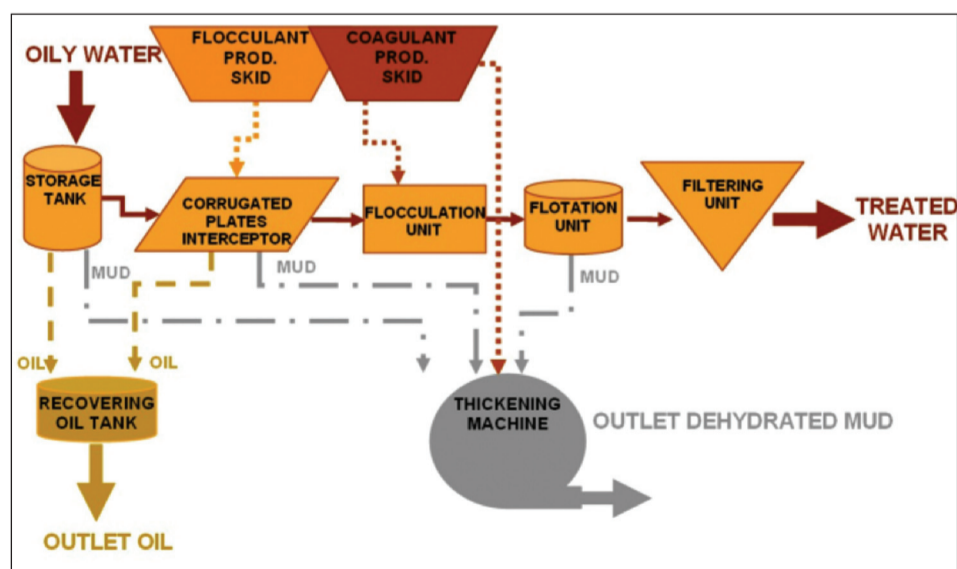 OILY WATER
FLOCCULANT
PROD.
SKID
COAGULANT
PROD.
SKID
STORAGE
TANK
CORRUGATED
PLATES
INTERCEPTOR
FLOCCULATION
UNIT
FLOTATION
UNIT
FILTERING
UNIT
TREATED
WATER
MUD
MUD
MUD
OIL
OIL
RECOVERING
OIL TANK
THICKENING
MACHINE
OUTLET DEHYDRATED MUD
OUTLET OIL